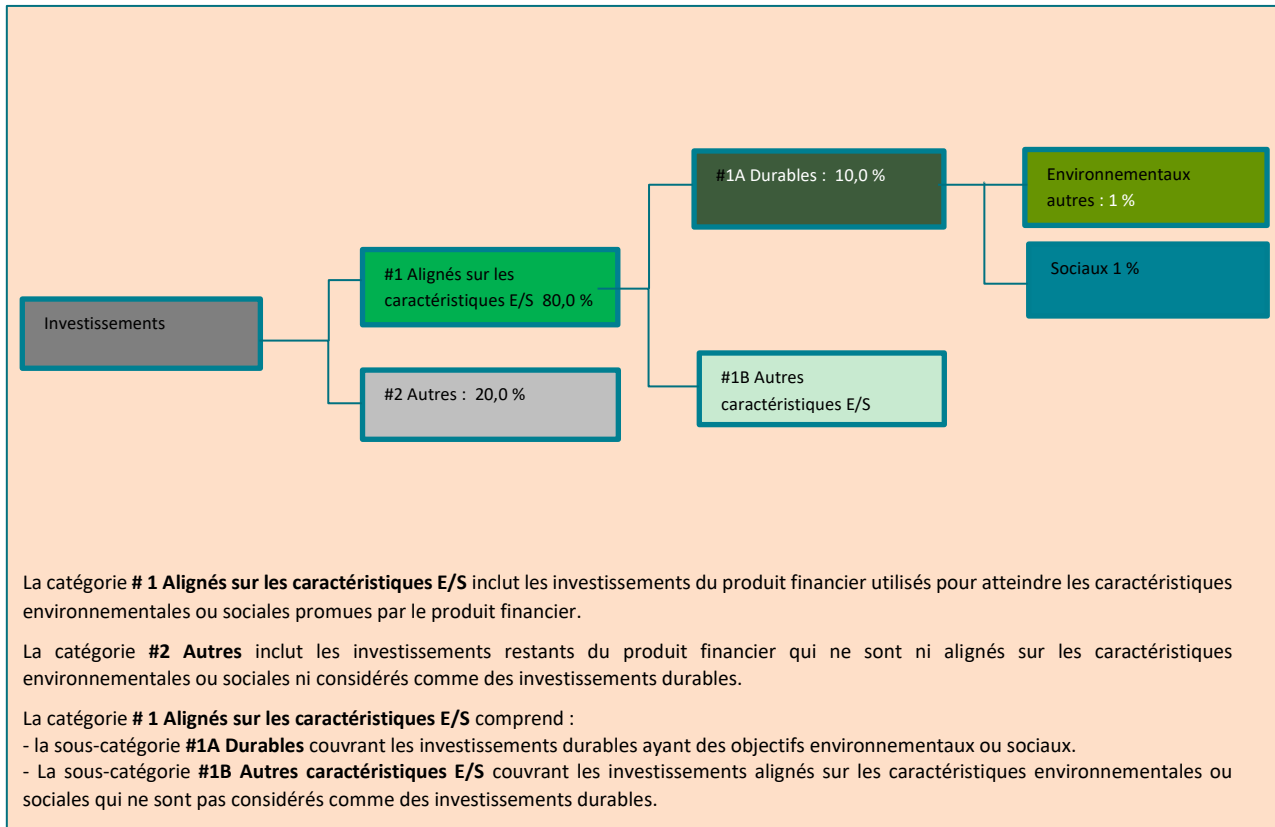 #1A Durables : 10,0 %
Environnementaux
autres : 1 %
#1 Alignés sur les
caractéristiques E/S 80,0 %
Sociaux 1 %
Investissements
#2 Autres : 20,0 %
#1B Autres
caractéristiques E/S
La catégorie # 1 Alignés sur les caractéristiques E/S inclut les investissements du produit financier utilisés pour atteindre les caractéristiques
environnementales ou sociales promues par le produit financier.
La catégorie #2 Autres inclut les investissements restants du produit financier qui ne sont ni alignés sur les caractéristiques
environnementales ou sociales ni considérés comme des investissements durables.
La catégorie # 1 Alignés sur les caractéristiques E/S comprend :
- la sous-catégorie #1A Durables couvrant les investissements durables ayant des objectifs environnementaux ou sociaux.
- La sous-catégorie #1B Autres caractéristiques E/S couvrant les investissements alignés sur les caractéristiques environnementales ou
sociales qui ne sont pas considérés comme des investissements durables.